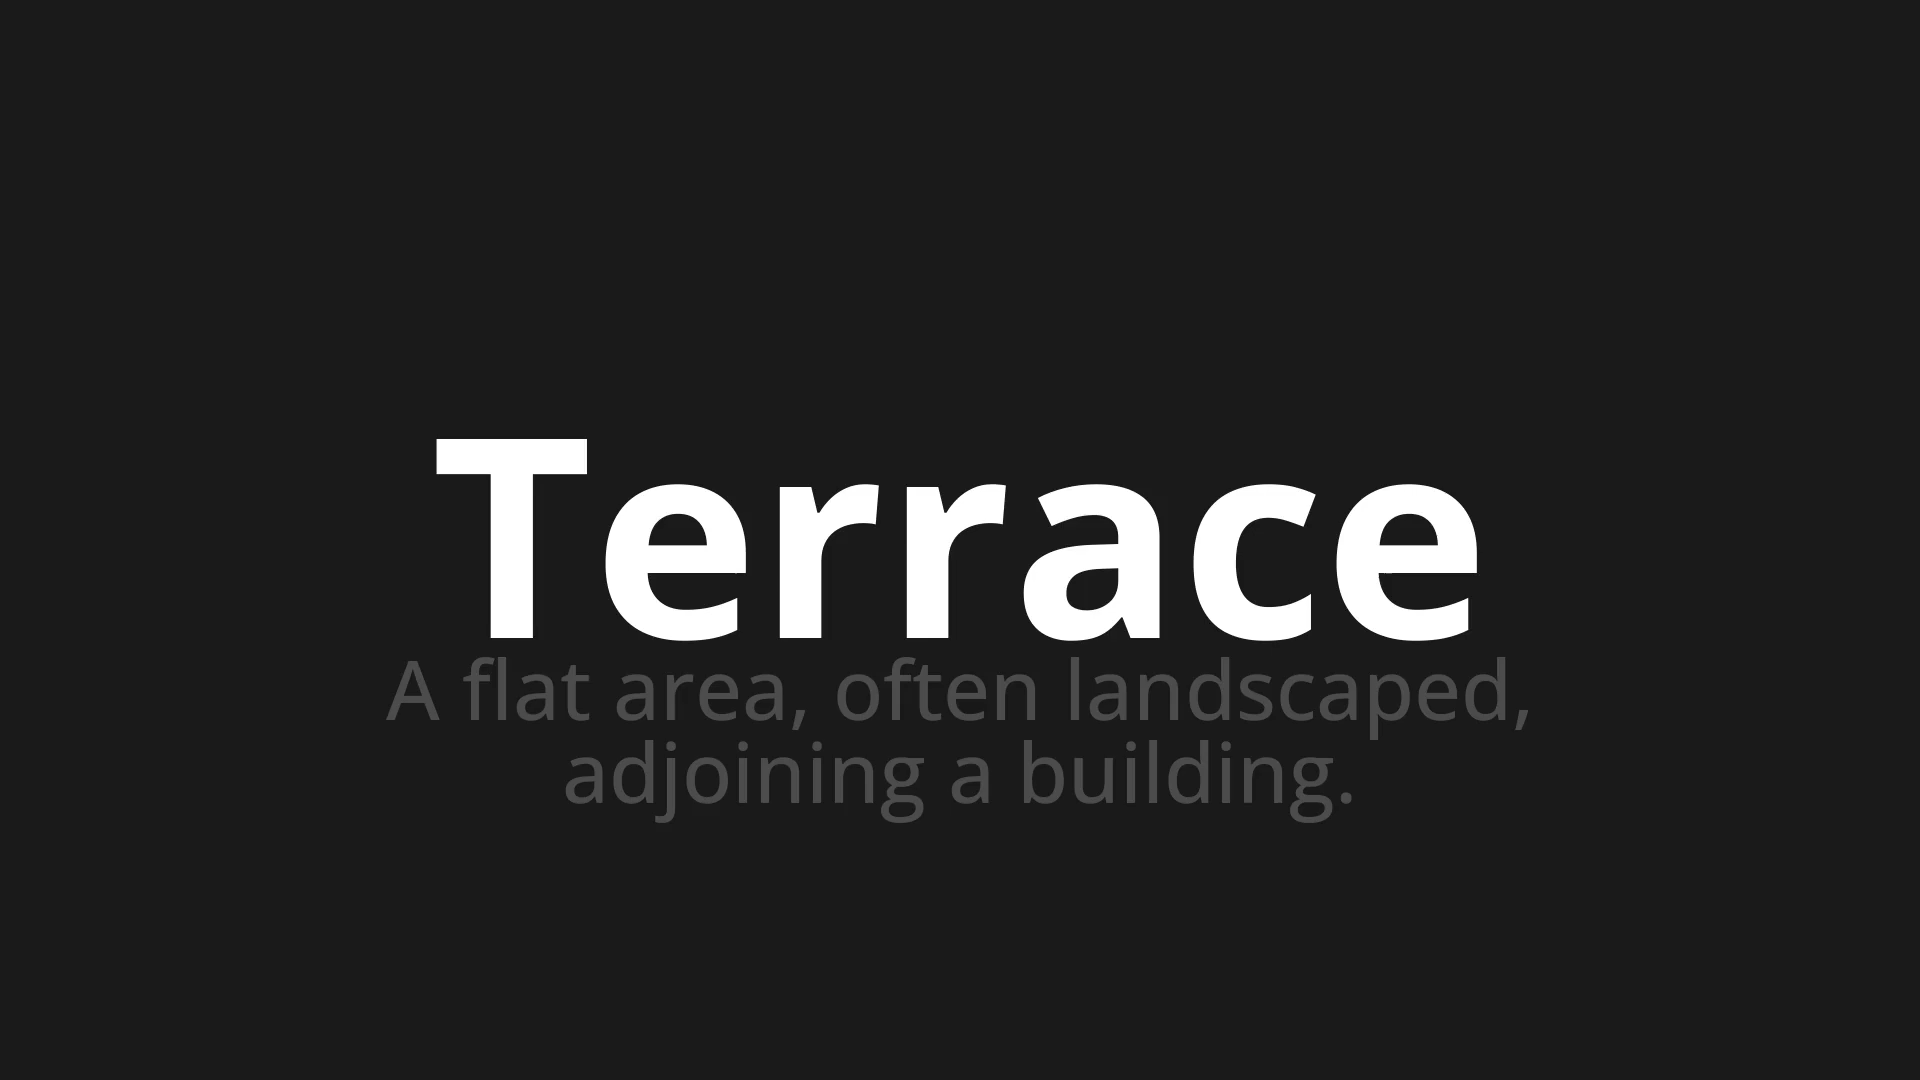 Terrace
A flat area, often landscaped,
adjoining a building.